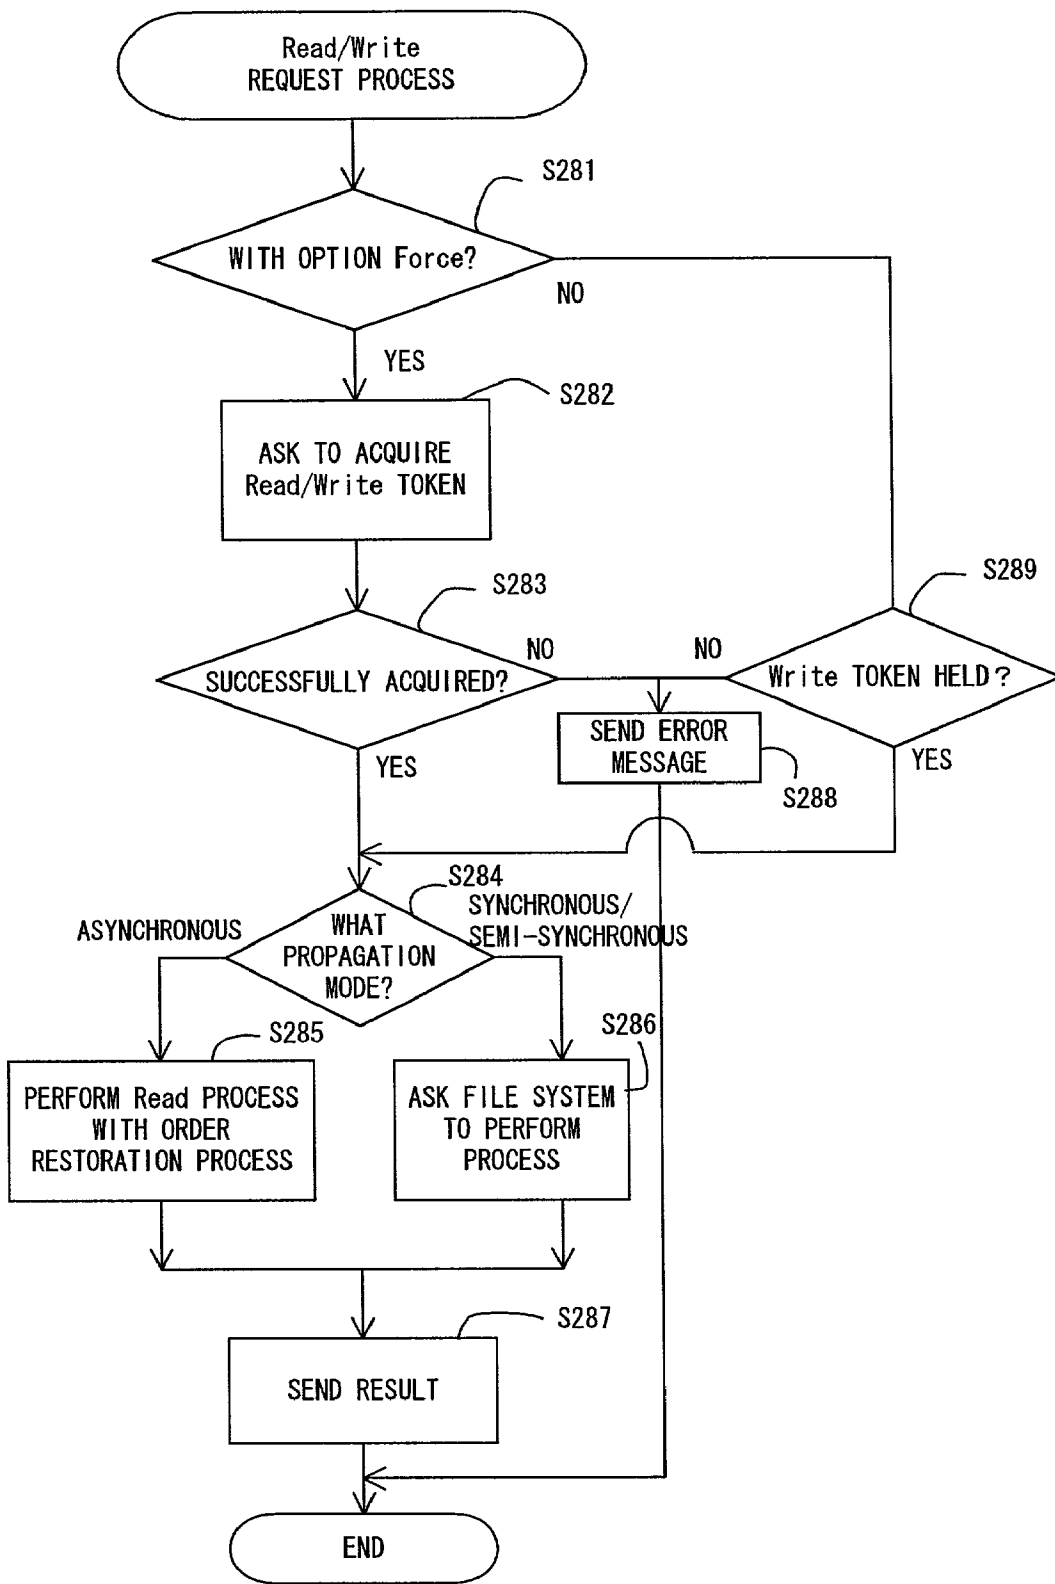 Read/Write
REQUEST PROCESS
S281
WITH OPTION Force?
NO
YES
S282
ASK TO ACQUIRE
Read/Write TOKEN
S283
S289
NO
NO
SUCCESSFULLY ACQUIRED?
Write TOKEN HELD?
SEND ERROR
MESSAGE
YES
YES
S288
S284
SYNCHRONOUS/
SEMI-SYNCHRONOUS
ASYNCHRONOUS
WHAT
PROPAGATION
MODE?
S285
S286
PERFORM Read PROCESS
WITH ORDER
RESTORATION PROCESS
ASK FILE SYSTEM
TO PERFORM
PROCESS
S287
SEND RESULT
END